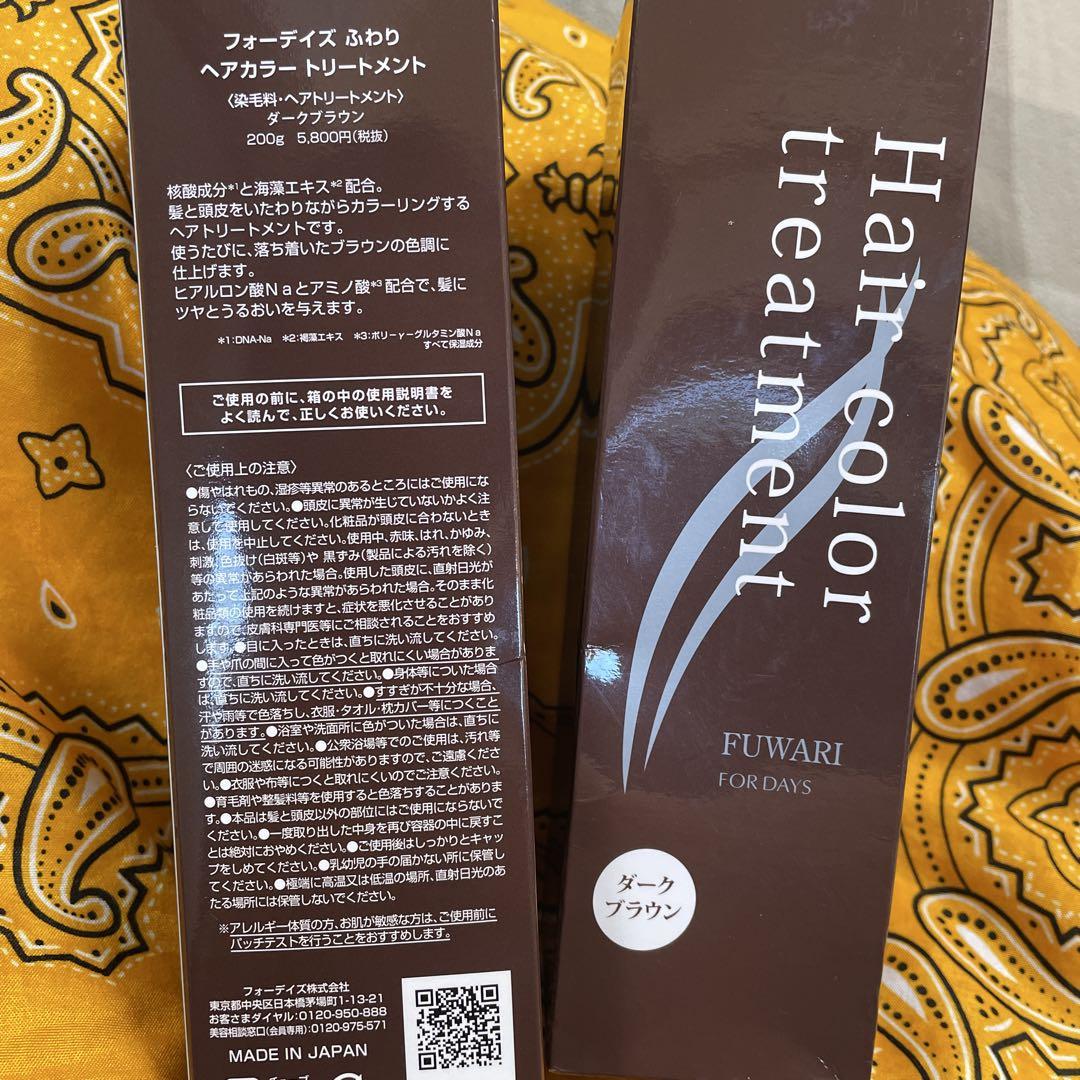 フォーデイズ ふわり
ヘアカラー トリートメント
〈染毛料・ヘアトリートメント〉
ダークブラウン
200g 5,800円(税抜)
核酸成分*1と海藻エキス*2配合。
髪と頭皮をいたわりながらカラーリングする
ヘアトリートメントです。
使うたびに、落ち着いたブラウンの色調に
仕上げます。
ヒアルロン酸Naとアミノ酸*3配合で、髪に
ツヤとうるおいを与えます。
*1:DNA-Na *2:褐藻エキス *3:ポリ-γ-グルタミン酸Na
すべて保湿成分
ご使用の前に、箱の中の使用説明書を
よく読んで、正しくお使いください。
〈ご使用上の注意〉
●傷やはれもの、湿疹等異常のあるところにはご使用にな
らないでください。●頭皮に異常が生じていないかよく注
意して使用してください。化粧品が頭皮に合わないとき
は、使用を中止してください。使用中、赤味、はれ、かゆみ、
刺激、色抜け(白斑等)や 黒ずみ(製品による汚れを除く)
等の異常があらわれた場合。使用した頭皮に、直射日光が
あたって上記のような異常があらわれた場合。そのまま化
粧品類の使用を続けますと、症状を悪化させることがあり
ますので、皮膚科専門医等にご相談されることをおすすめ
します。●目に入ったときは、直ちに洗い流してください。
●手や爪の間に入って色がつくと取れにくい場合がありま
すので、直ちに洗い流してください。●身体等についた場合
は、直ちに洗い流してください。●すすぎが不十分な場合、
汗や雨等で色落ちし、衣服・タオル・枕カバー等につくこと
があります。●浴室や洗面所に色がついた場合は、直ちに
洗い流してください。●公衆浴場等でのご使用は、汚れ等
で周囲の迷惑になる可能性がありますので、ご遠慮くださ
い。●衣服や布等につくと取れにくいのでご注意ください。
●育毛剤や整髪料等を使用すると色落ちすることがありま
す。●本品は髪と頭皮以外の部位にはご使用にならないで
ください。●一度取り出した中身を再び容器の中に戻すこ
とは絶対におやめください。●ご使用後はしっかりとキャッ
プをしめてください。●乳幼児の手の届かない所に保管し
てください。●極端に高温又は低温の場所、直射日光のあ
たる場所には保管しないでください。
※アレルギー体質の方、お肌が敏感な方は、ご使用前に
パッチテストを行うことをおすすめします。
フォーデイズ株式会社
東京都中央区日本橋茅場町1-13-21
お客さまダイヤル:0120-950-888
美容相談窓口(会員専用):0120-975-571
MADE IN JAPAN
Hair color
treatment
FUWARI
FOR DAYS
ダーク
ブラウン